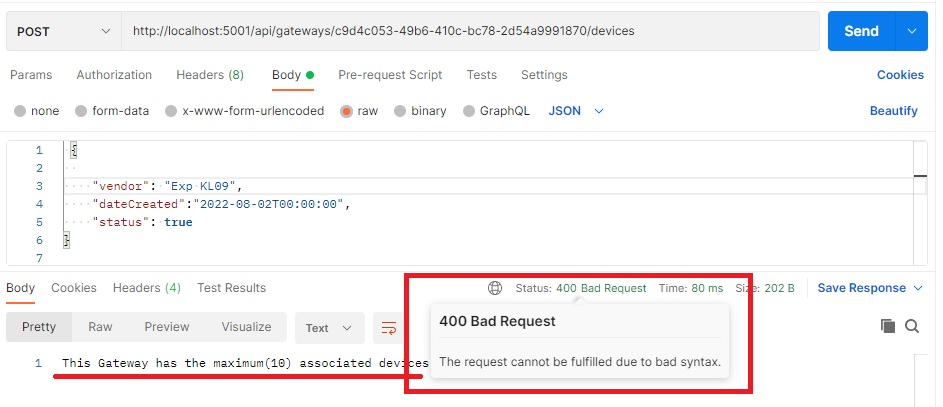 POST
http://localhost:5001/api/gateways/c9d4c053-49b6-410c-bc78-2d54a9991870/devices
Send
Params Authorization Headers (8) Body Pre-request Script Tests Settings Cookies
none form-data x-www-form-urlencoded raw binary GraphQL JSON Beautify
1 {
2
3 "vendor": "Exp KL09",
4 "dateCreated":"2022-08-02T00:00:00",
5 "status": true
6 }
7
Body Cookies Headers (4) Test Results Status: 400 Bad Request Time: 80 ms Size: 202 B Save Response
Pretty Raw Preview Visualize Text
400 Bad Request
The request cannot be fulfilled due to bad syntax.
1 This Gateway has the maximum(10) associated devices